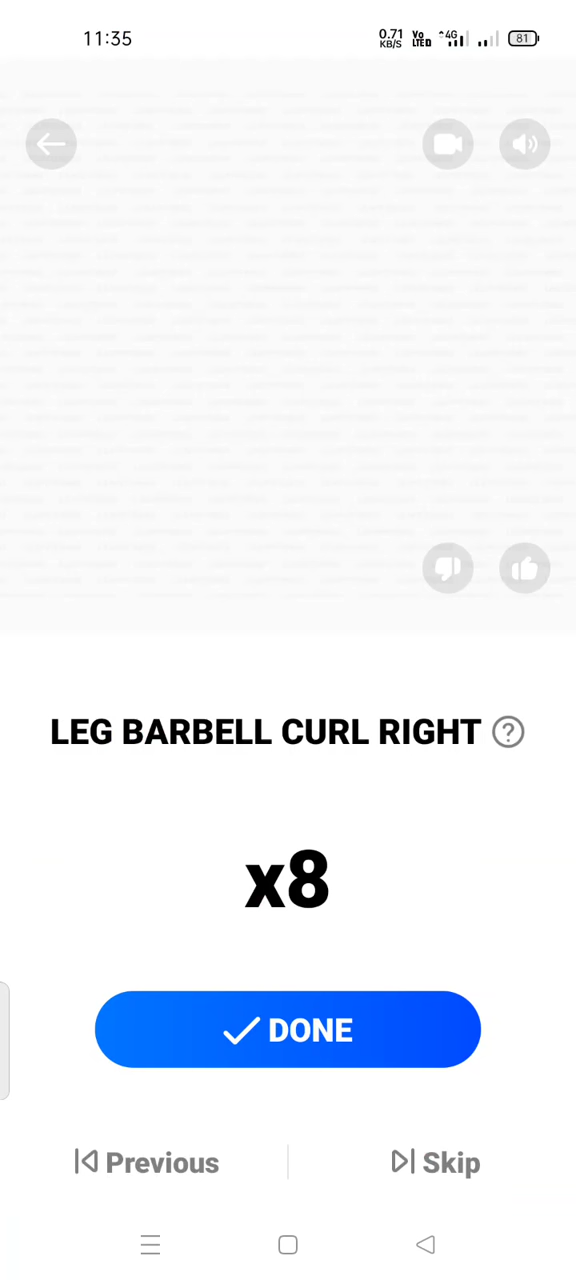 11:35 0.71 KB/S Vo LTE 4G 81
LEG BARBELL CURL RIGHT ?
x8
DONE
Previous Skip